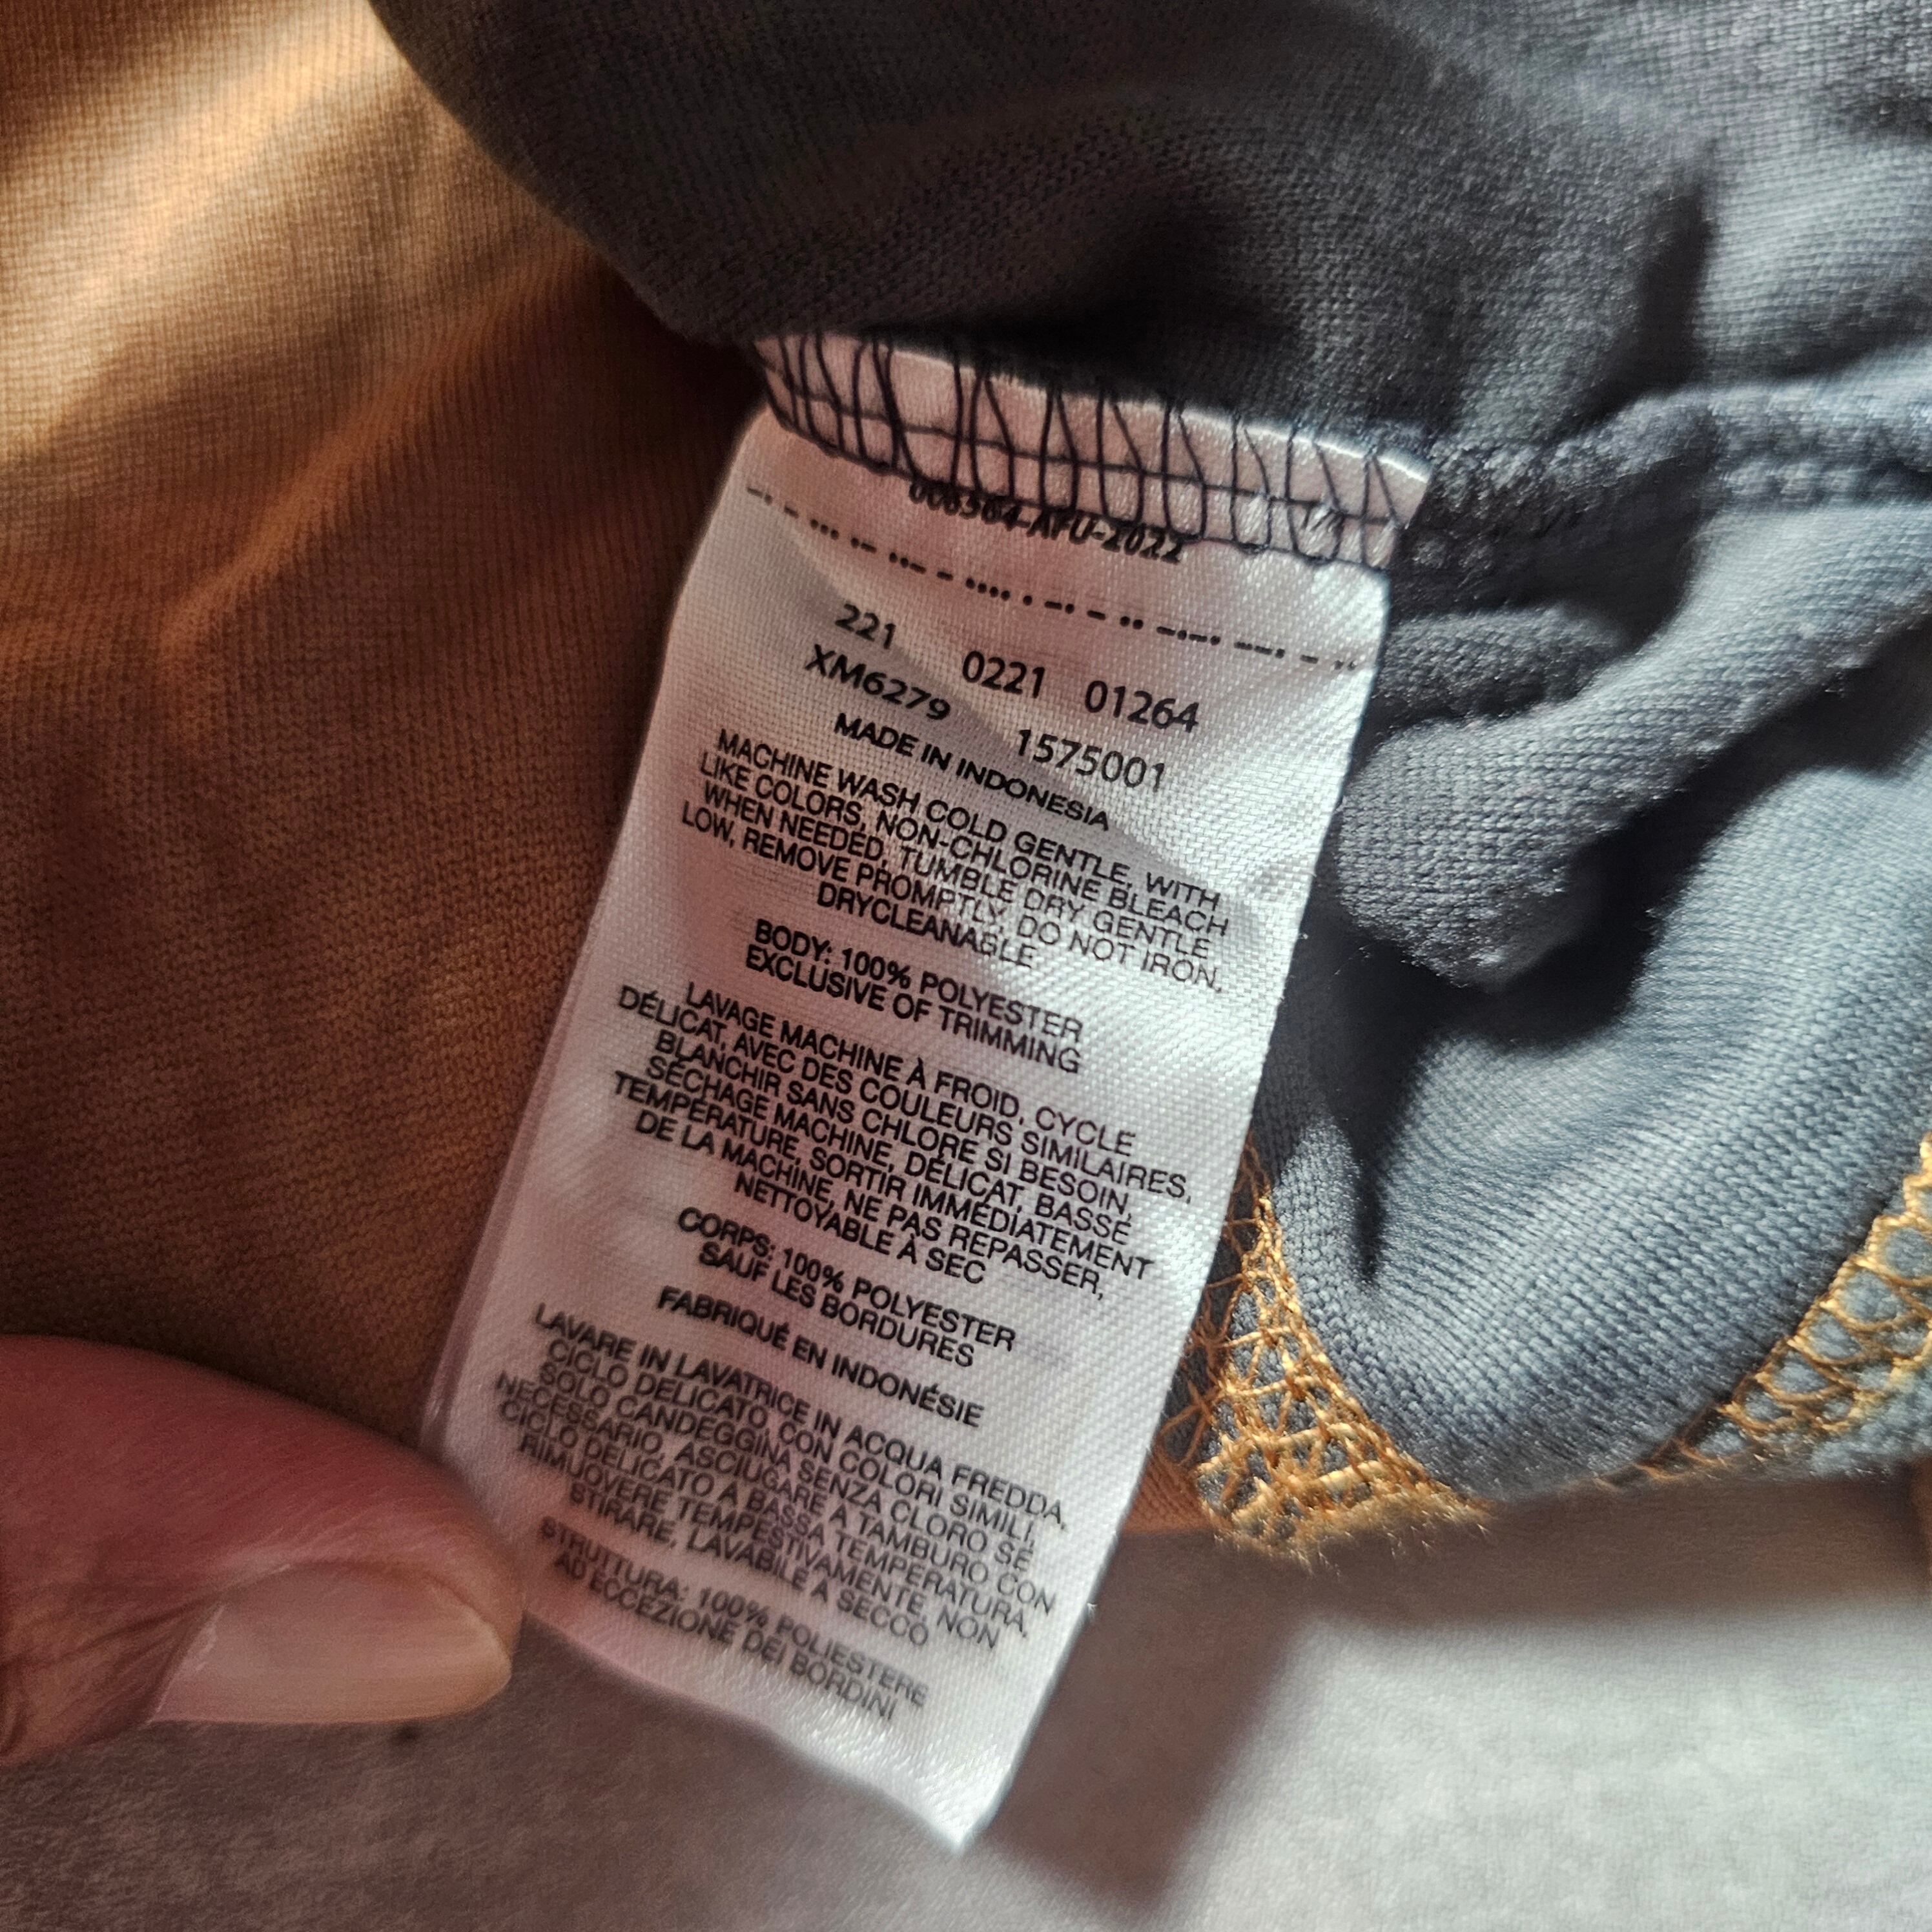 006564-AFU-2022
221 0221 01264
XM6279 1575001
MADE IN INDONESIA
MACHINE WASH COLD GENTLE, WITH
LIKE COLORS, NON-CHLORINE BLEACH
WHEN NEEDED, TUMBLE DRY GENTLE
LOW, REMOVE PROMPTLY, DO NOT IRON,
DRYCLEANABLE
BODY: 100% POLYESTER
EXCLUSIVE OF TRIMMING
LAVAGE MACHINE À FROID, CYCLE
DÉLICAT, AVEC DES COULEURS SIMILAIRES,
BLANCHIR SANS CHLORE SI BESOIN,
SÉCHAGE MACHINE, DÉLICAT, BASSE
TEMPÉRATURE, SORTIR IMMÉDIATEMENT
DE LA MACHINE, NE PAS REPASSER,
NETTOYABLE À SEC
CORPS: 100% POLYESTER
SAUF LES BORDURES
FABRIQUÉ EN INDONÉSIE
LAVARE IN LAVATRICE IN ACQUA FREDDA,
CICLO DELICATO, CON COLORI SIMILI,
SOLO CANDEGGINA SENZA CLORO SE
NECESSARIO, ASCIUGARE A TAMBURO CON
CICLO DELICATO A BASSA TEMPERATURA,
RIMUOVERE TEMPESTIVAMENTE, NON
STIRARE, LAVABILE A SECCO
STRUTTURA: 100% POLIESTERE
AD ECCEZIONE DEI BORDINI